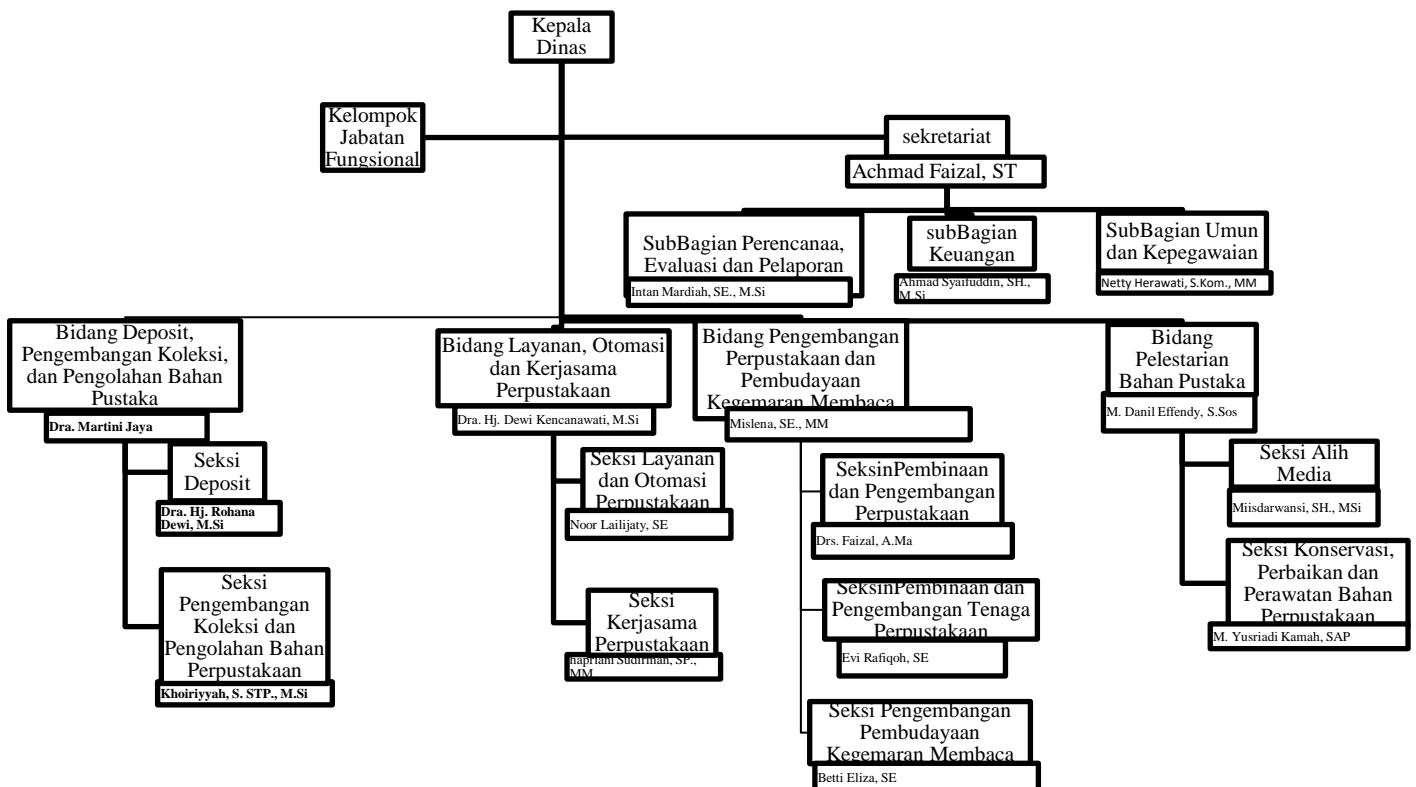 Kepala
Dinas
Kelompok
Jabatan
Fungsional
sekretariat
Achmad Faizal, ST
SubBagian Perencanaa,
Evaluasi dan Pelaporan
Intan Mardiah, SE., M.Si
subBagian
Keuangan
Ahmad Syaifuddin, SH.,
M.Si
SubBagian Umun
dan Kepegawaian
Netty Herawati, S.Kom., MM
Bidang Deposit,
Pengembangan Koleksi,
dan Pengolahan Bahan
Pustaka
Dra. Martini Jaya
Seksi
Deposit
Dra. Hj. Rohana
Dewi, M.Si
Seksi
Pengembangan
Koleksi dan
Pengolahan Bahan
Perpustakaan
Khoiriyyah, S. STP., M.Si
Bidang Layanan, Otomasi
dan Kerjasama
Perpustakaan
Dra. Hj. Dewi Kencanawati, M.Si
Seksi Layanan
dan Otomasi
Perpustakaan
Noor Lailijaty, SE
Seksi
Kerjasama
Perpustakaan
hapriani Sudirman, SP.,
MM
Bidang Pengembangan
Perpustakaan dan
Pembudayaan
Kegemaran Membaca
Mislena, SE., MM
SeksinPembinaan
dan Pengembangan
Perpustakaan
Drs. Faizal, A.Ma
SeksinPembinaan dan
Pengembangan Tenaga
Perpustakaan
Evi Rafiqoh, SE
Seksi Pengembangan
Pembudayaan
Kegemaran Membaca
Betti Eliza, SE
Bidang
Pelestarian
Bahan Pustaka
M. Danil Effendy, S.Sos
Seksi Alih
Media
Miisdarwansi, SH., MSi
Seksi Konservasi,
Perbaikan dan
Perawatan Bahan
Perpustakaan
M. Yusriadi Kamah, SAP